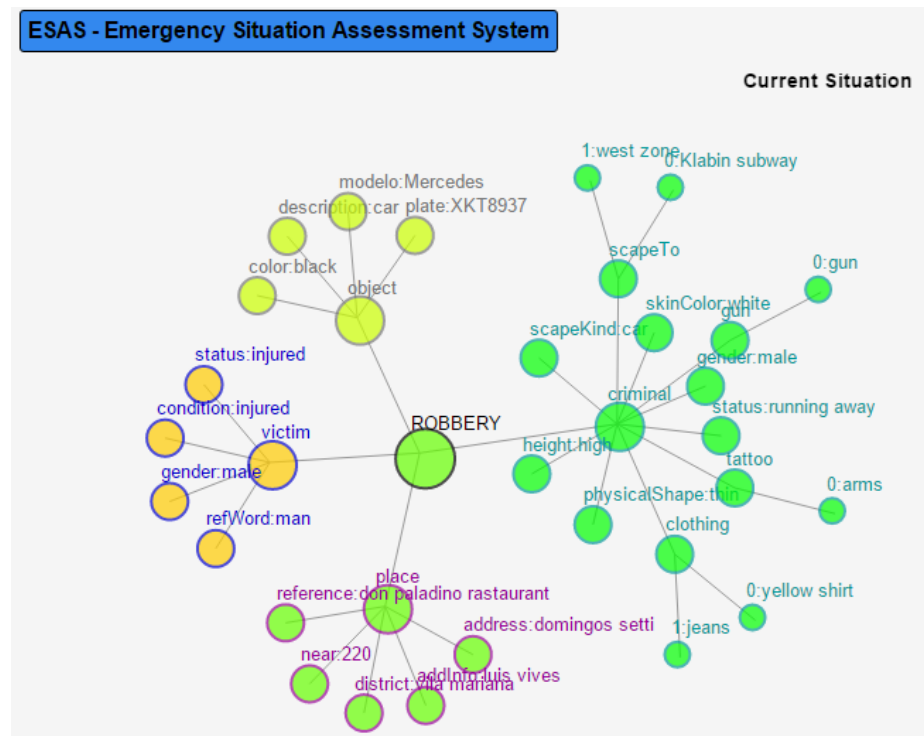 ESAS - Emergency Situation Assessment System
Current Situation
1:west zone
0:Klabin subway
modelo:Mercedes
description:car
plate:XKT8937
color:black
object
scapeTo
0:gun
skinColor:white
gun
scapeKind:car
gender:male
status:injured
criminal
status:running away
condition:injured
victim
ROBBERY
height:high
tattoo
gender:male
physicalShape:thin
0:arms
refWord:man
clothing
place
reference:don paladino rastaurant
0:yellow shirt
address:domingos setti
1:jeans
near:220
addInfo:luis vives
district:vila mariana